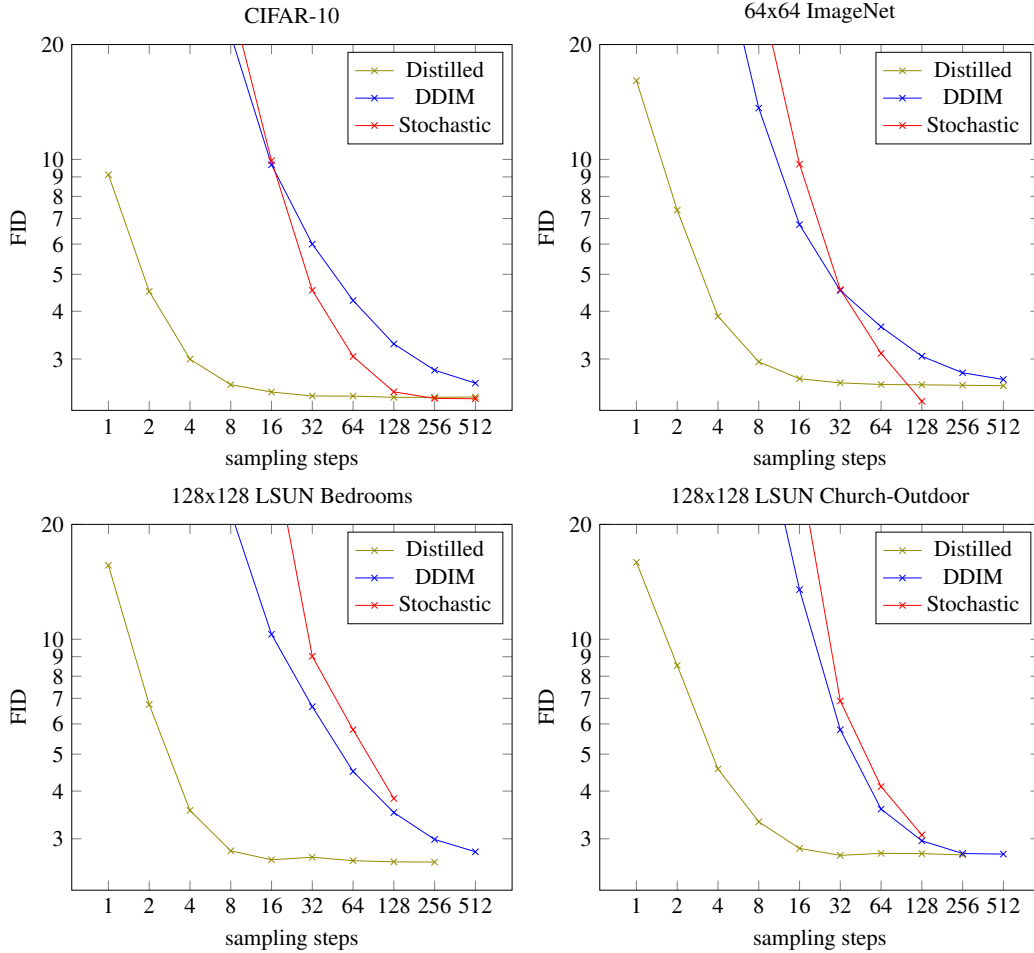 CIFAR-10
20
10
9
8
7
6
5
4
3
FID
1 2 4 8 16 32 64 128 256 512
sampling steps
Distilled
DDIM
Stochastic
64x64 ImageNet
20
10
9
8
7
6
5
4
3
FID
1 2 4 8 16 32 64 128 256 512
sampling steps
Distilled
DDIM
Stochastic
128x128 LSUN Bedrooms
20
10
9
8
7
6
5
4
3
FID
1 2 4 8 16 32 64 128 256 512
sampling steps
Distilled
DDIM
Stochastic
128x128 LSUN Church-Outdoor
20
10
9
8
7
6
5
4
3
FID
1 2 4 8 16 32 64 128 256 512
sampling steps
Distilled
DDIM
Stochastic